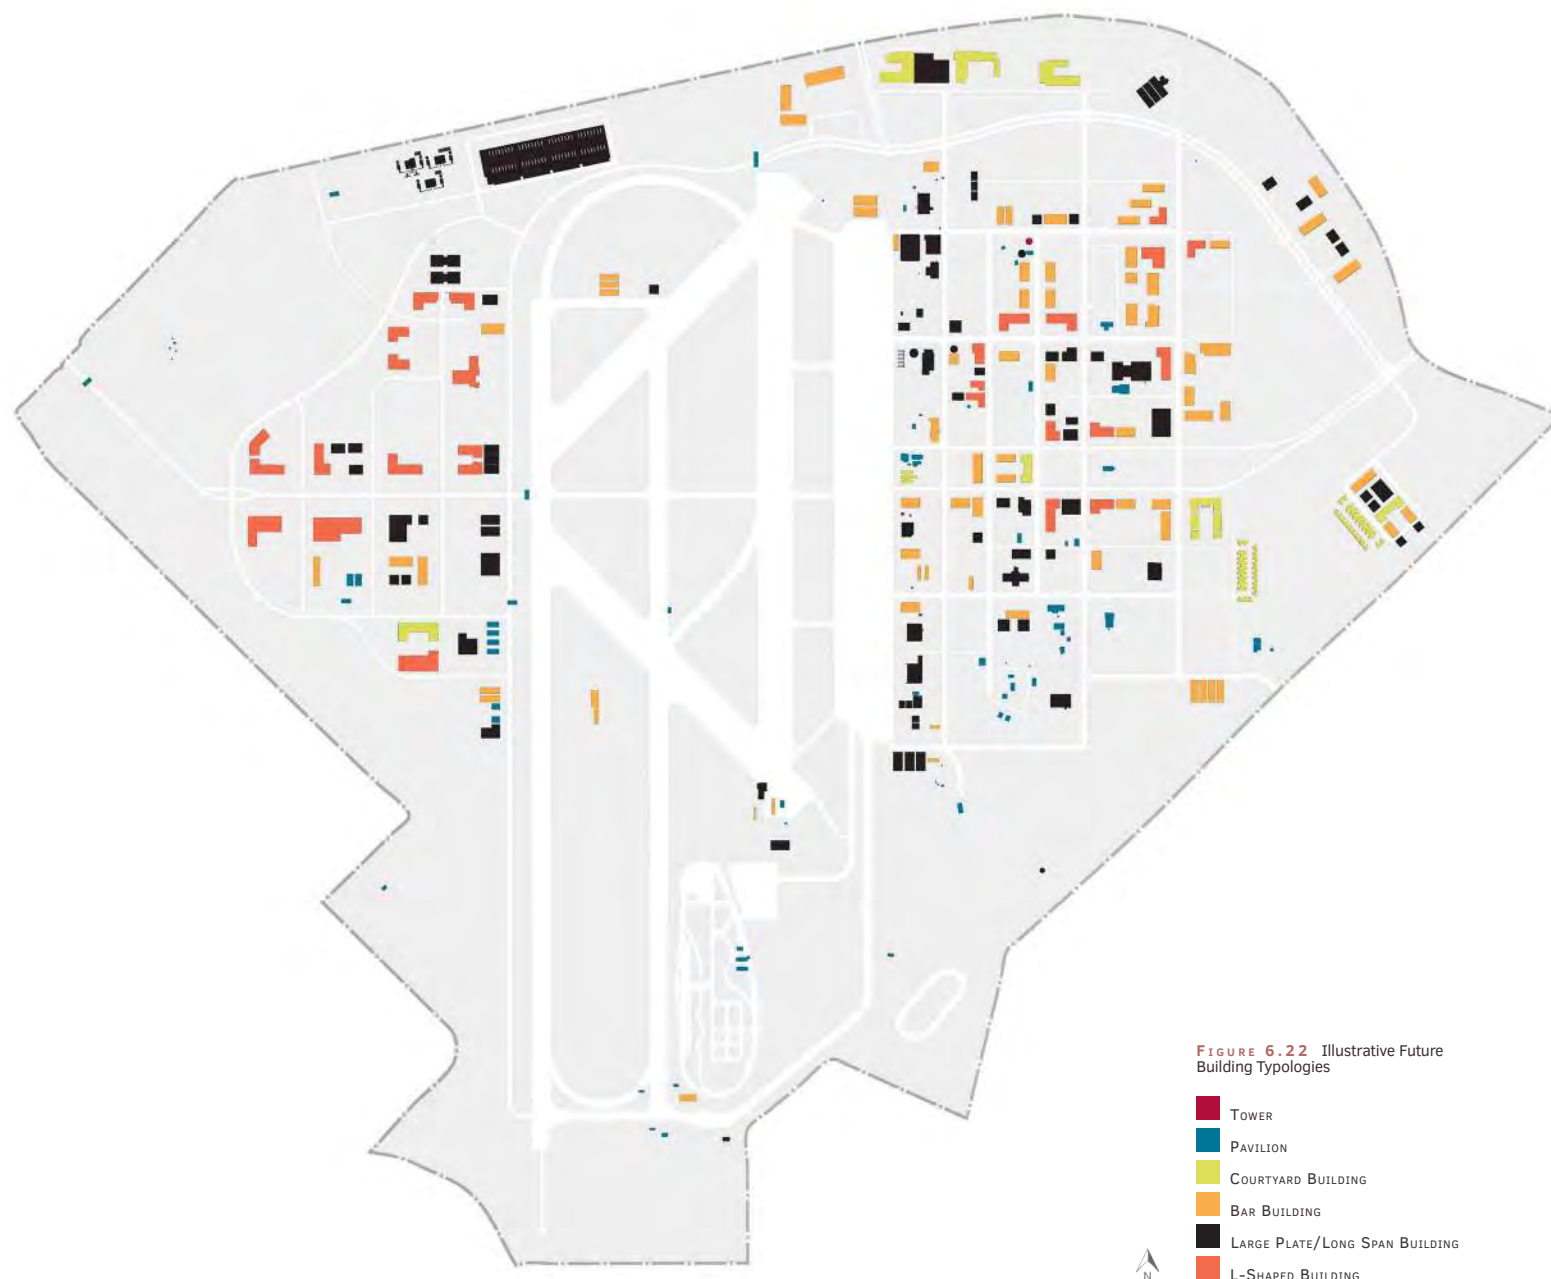 FIGURE 6.22 Illustrative Future
Building Typologies
TOWER
PAVILION
COURTYARD BUILDING
BAR BUILDING
LARGE PLATE/LONG SPAN BUILDING
L-SHAPED BUILDING
N